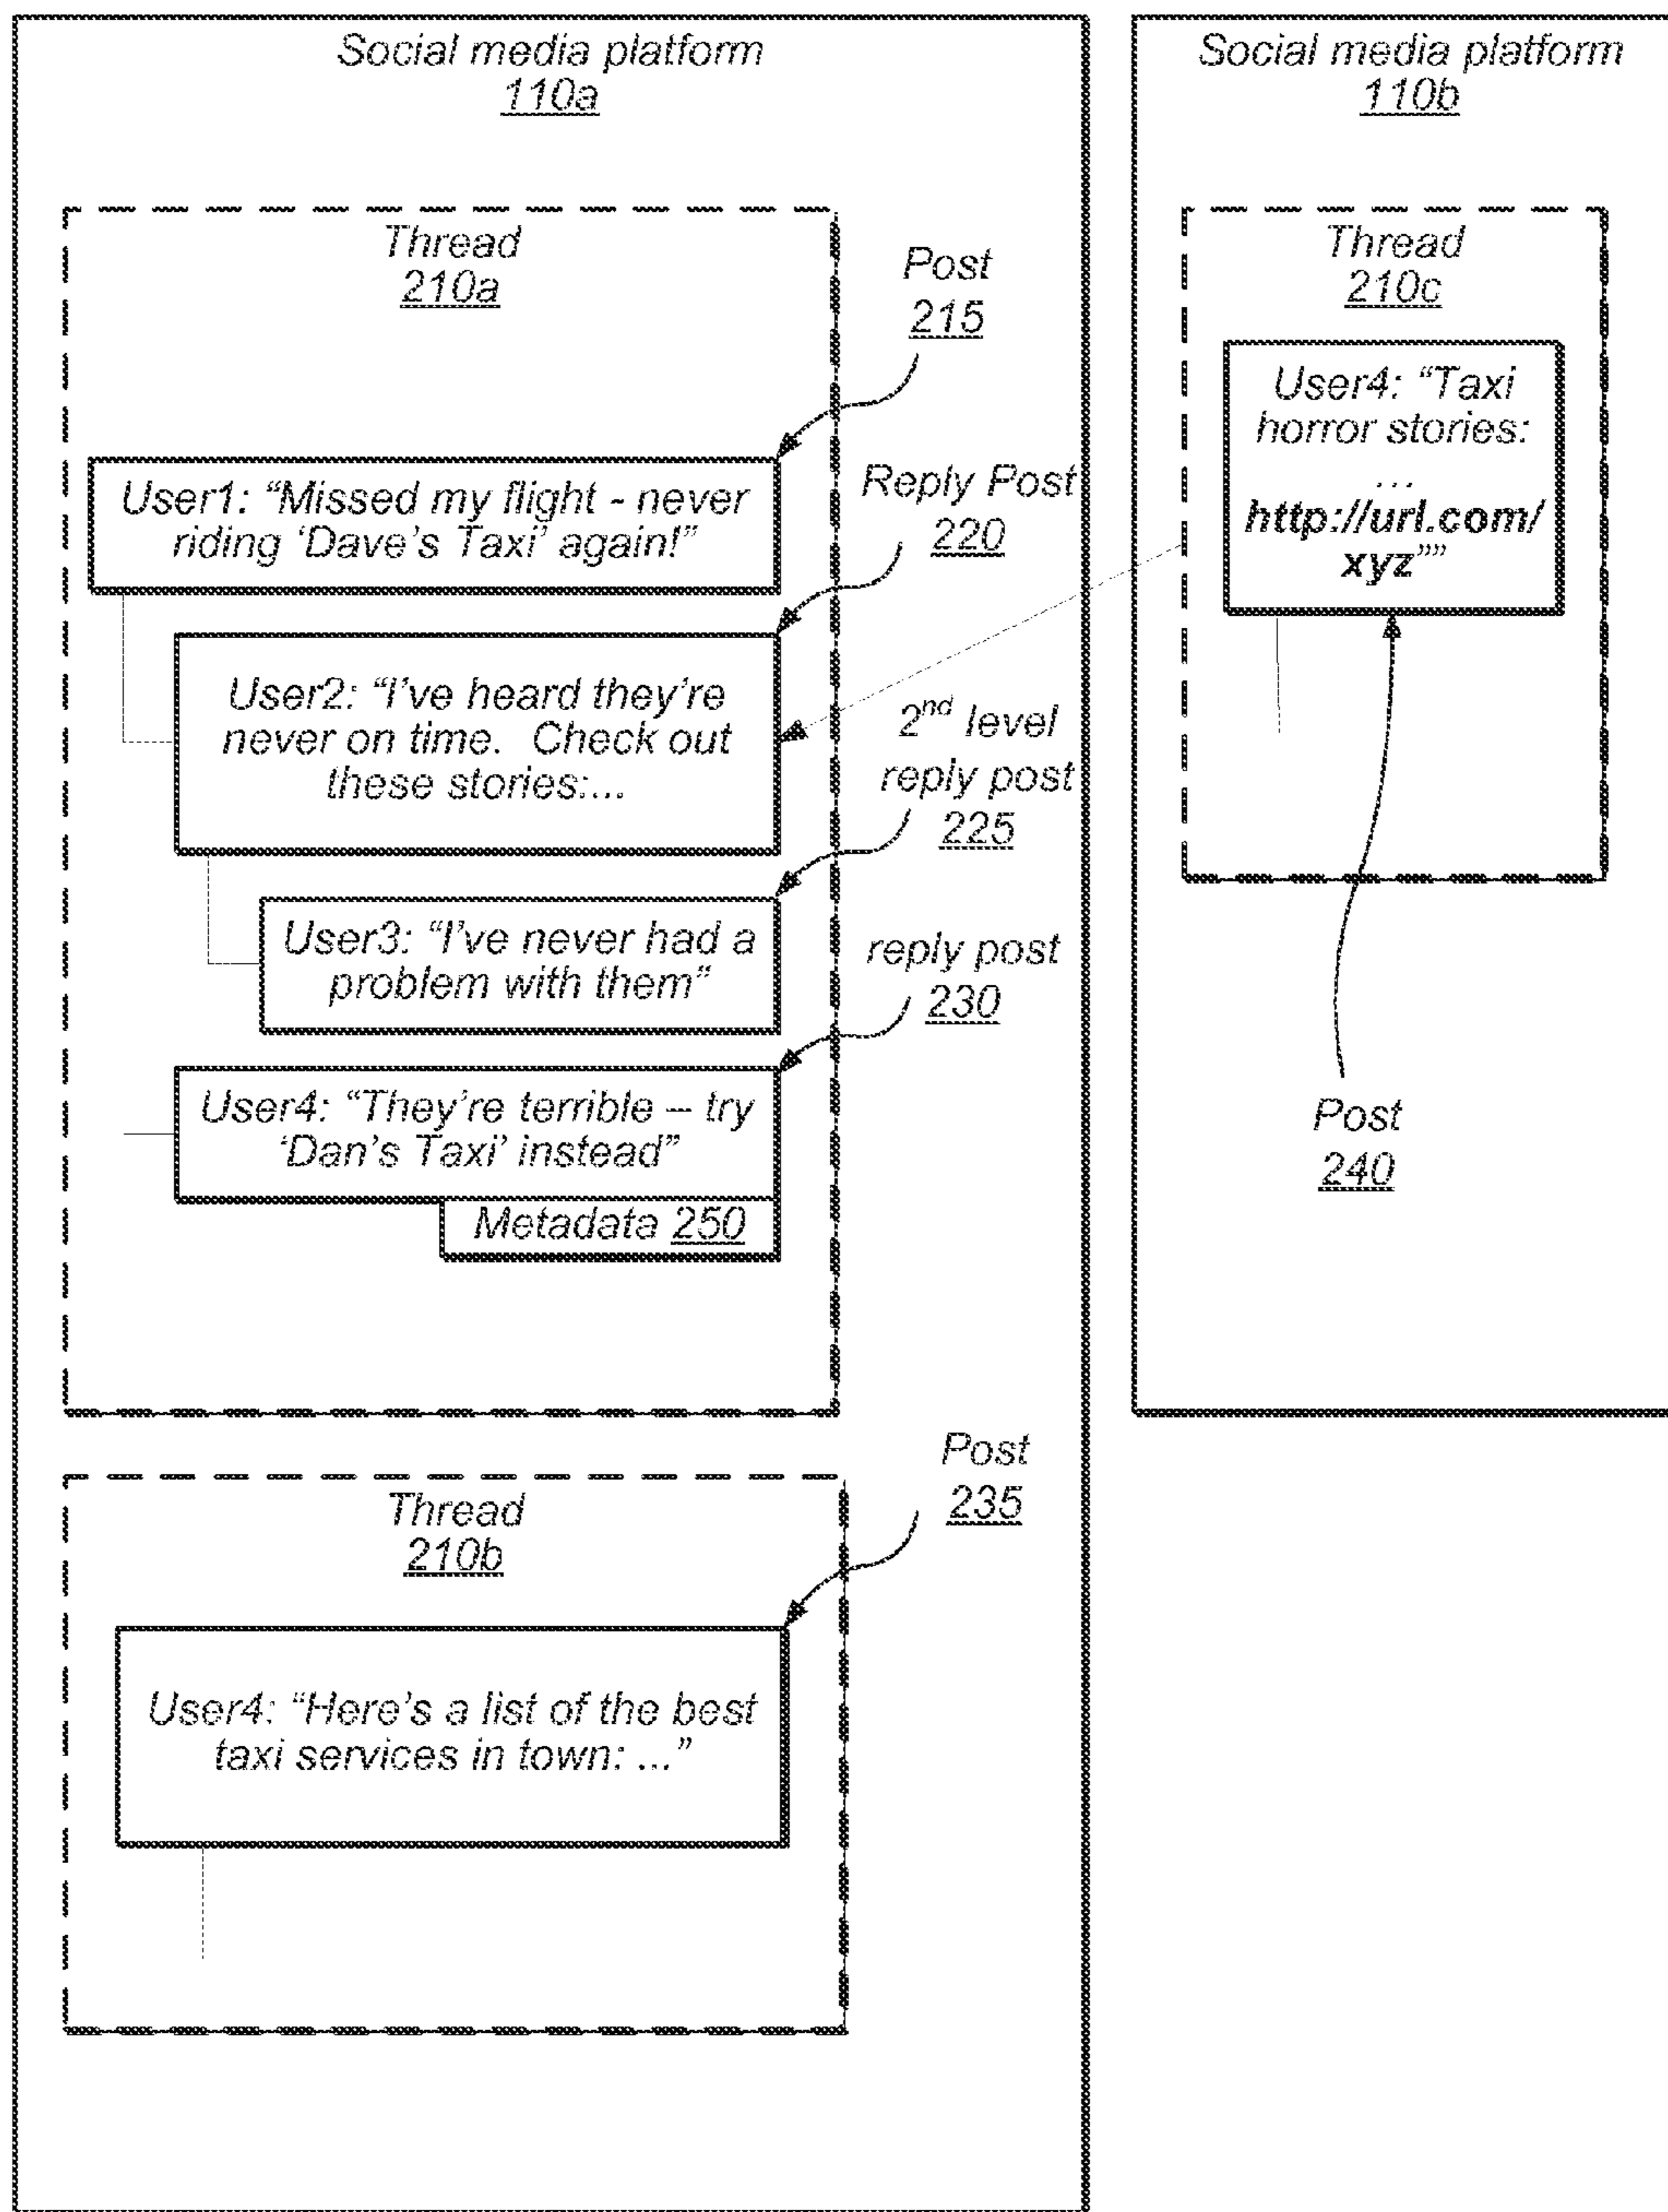 Social media platform
110a
Thread
210a
Post
215
User1: “Missed my flight - never
riding ‘Dave’s Taxi’ again!”
Reply Post
220
User2: “I’ve heard they’re
never on time.  Check out
these stories:...
2nd level
reply post
225
User3: “I’ve never had a
problem with them”
reply post
230
User4: “They’re terrible – try
‘Dan’s Taxi’ instead”
Metadata 250
Thread
210b
Post
235
User4: “Here’s a list of the best
taxi services in town: ...”
Social media platform
110b
Thread
210c
User4: “Taxi
horror stories:
...
http://url.com/
xyz””
Post
240